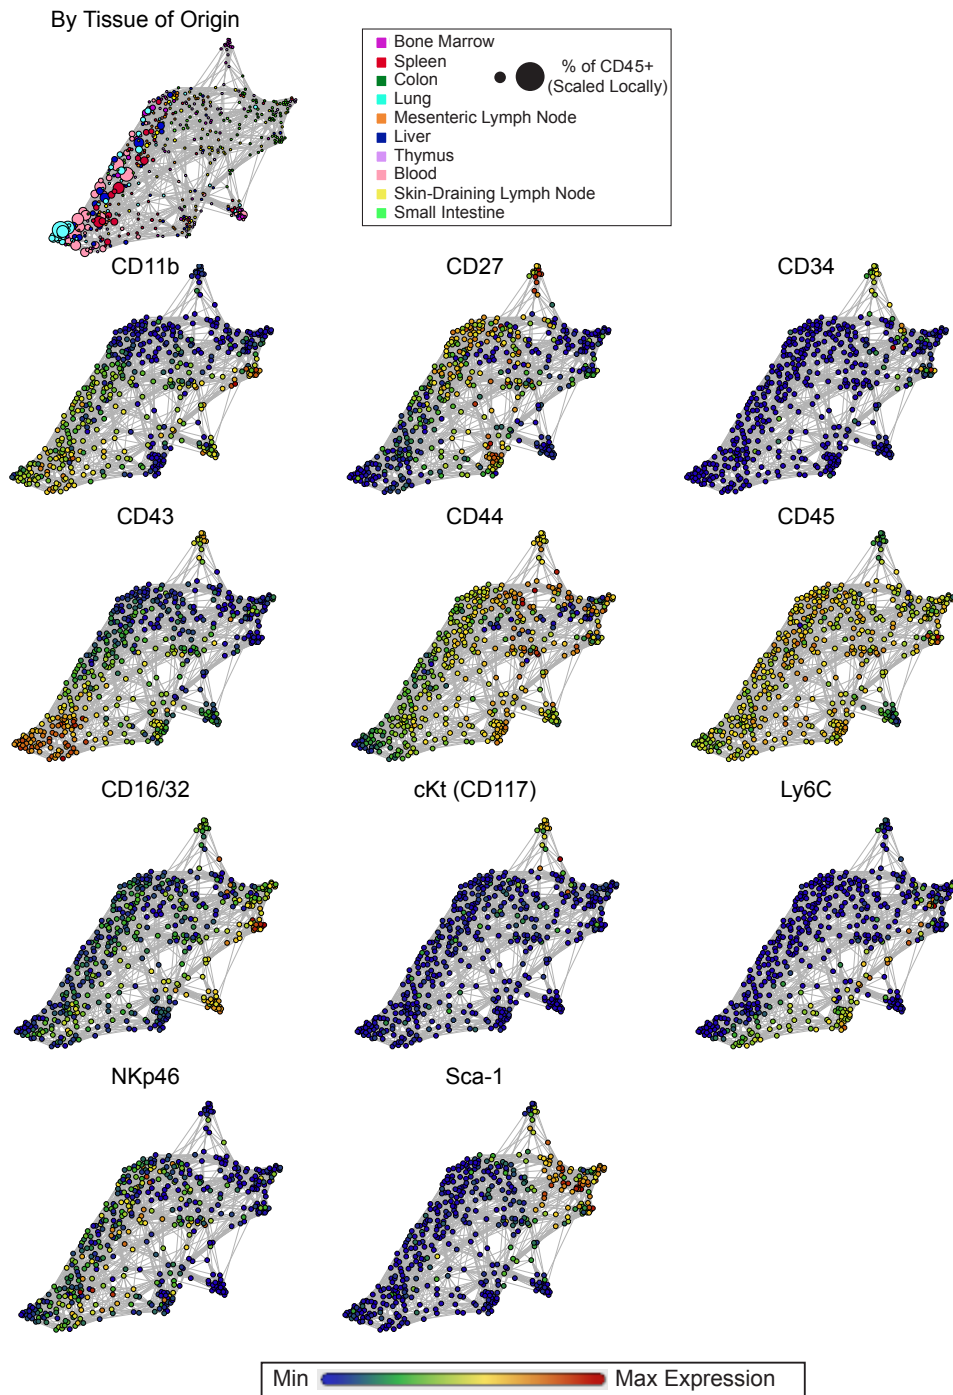 By Tissue of Origin
Bone Marrow
Spleen
Colon
Lung
Mesenteric Lymph Node
Liver
Thymus
Blood
Skin-Draining Lymph Node
Small Intestine
% of CD45+
(Scaled Locally)
CD11b
CD27
CD34
CD43
CD44
CD45
CD16/32
cKt (CD117)
Ly6C
NKp46
Sca-1
Min
Max Expression